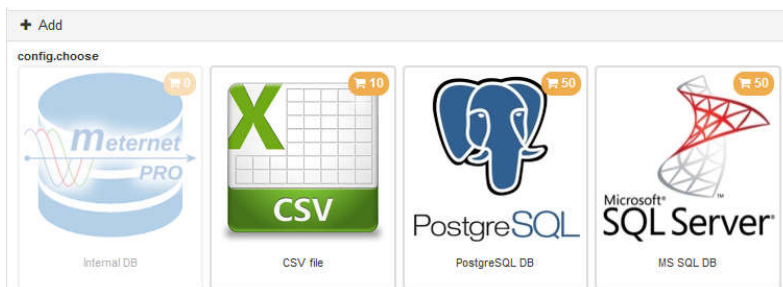 Add
config.choose
0
10
50
50
Meternet
PRO
X
CSV
PostgreSQL
Microsoft®
SQL Server®
Internal DB
CSV file
PostgreSQL DB
MS SQL DB